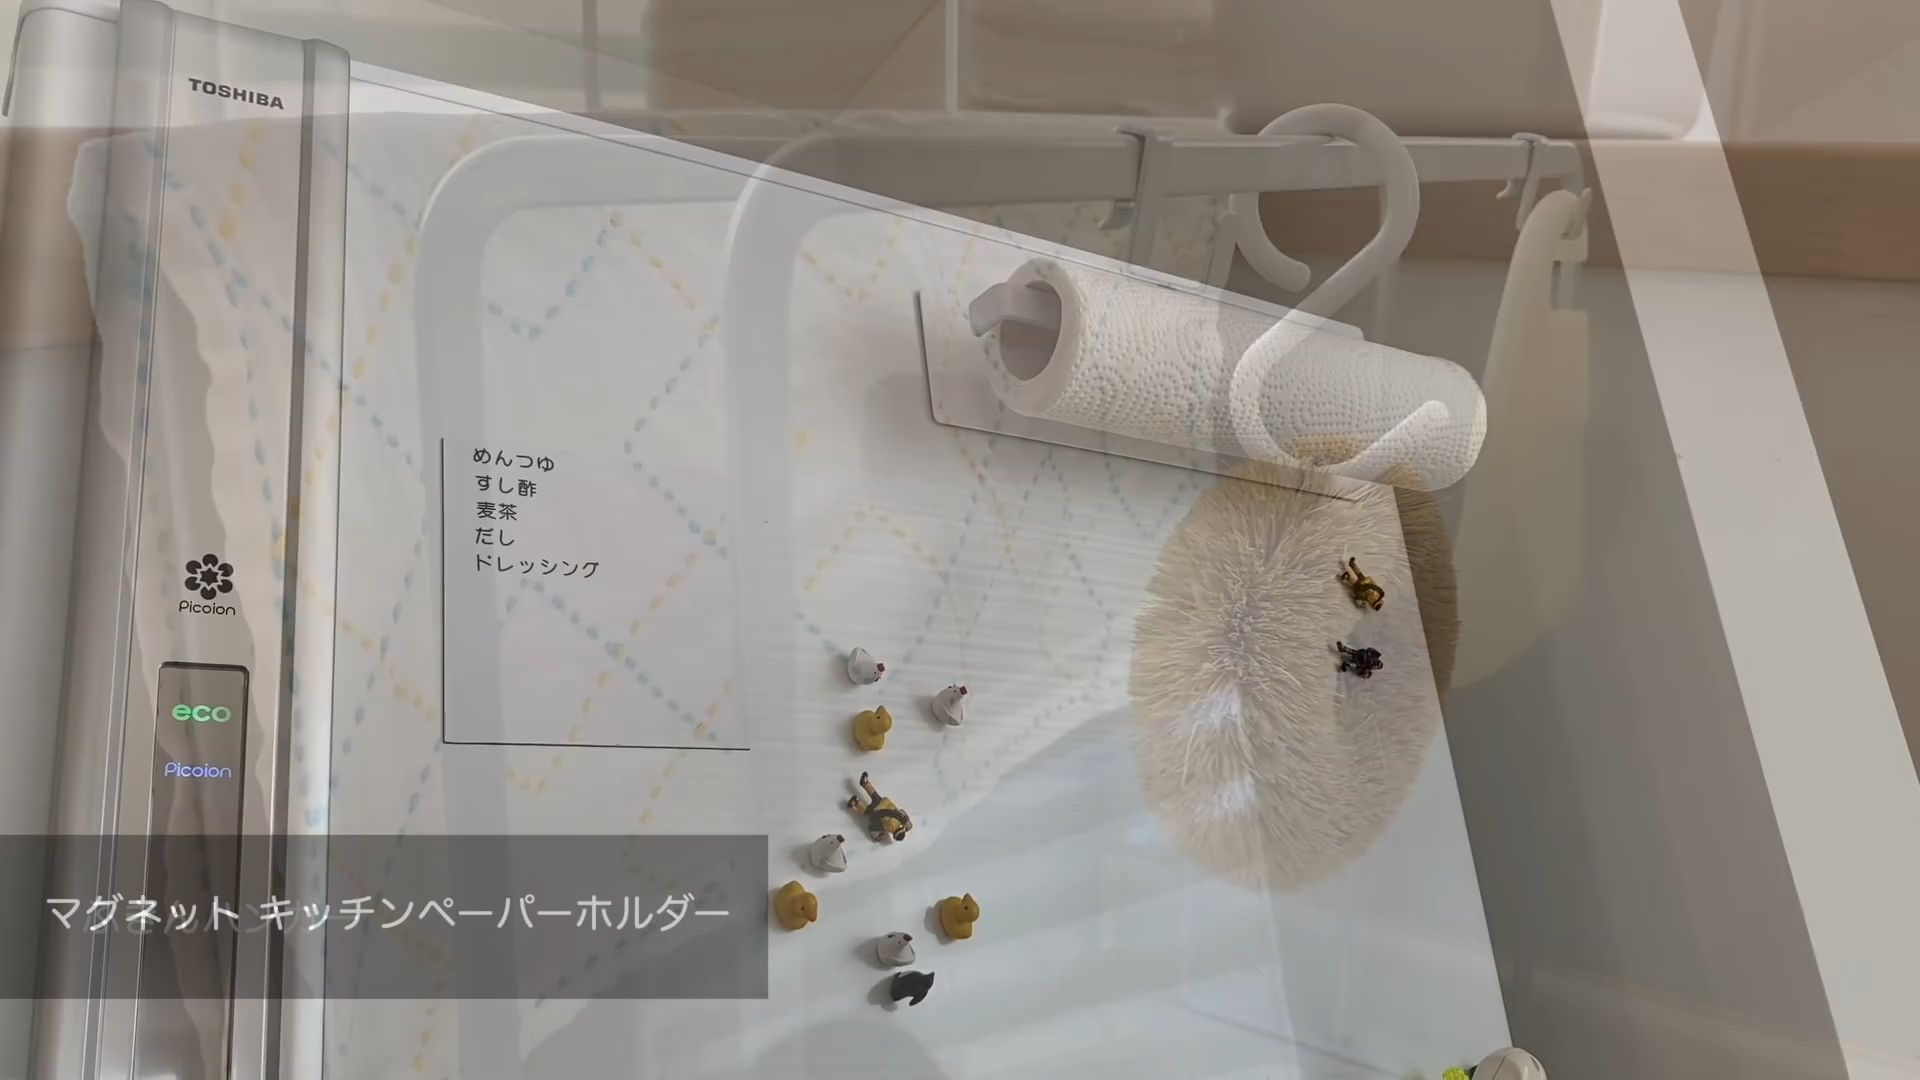 TOSHIBA
めんつゆ
すし酢
麦茶
だし
ドレッシング
Picoion
eco
Picoion
マグネット キッチンペーパーホルダー